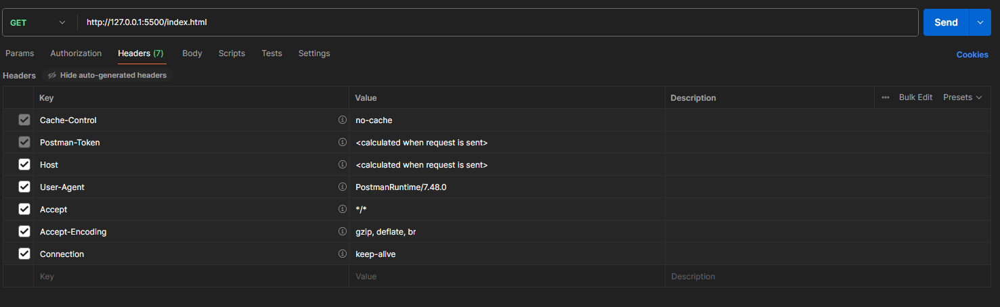 GET http://127.0.0.1:5500/index.html Send
Params Authorization Headers (7) Body Scripts Tests Settings Cookies
Headers Hide auto-generated headers
Key Value Description Bulk Edit Presets
Cache-Control no-cache
Postman-Token <calculated when request is sent>
Host <calculated when request is sent>
User-Agent PostmanRuntime/7.48.0
Accept */*
Accept-Encoding gzip, deflate, br
Connection keep-alive
Key Value Description